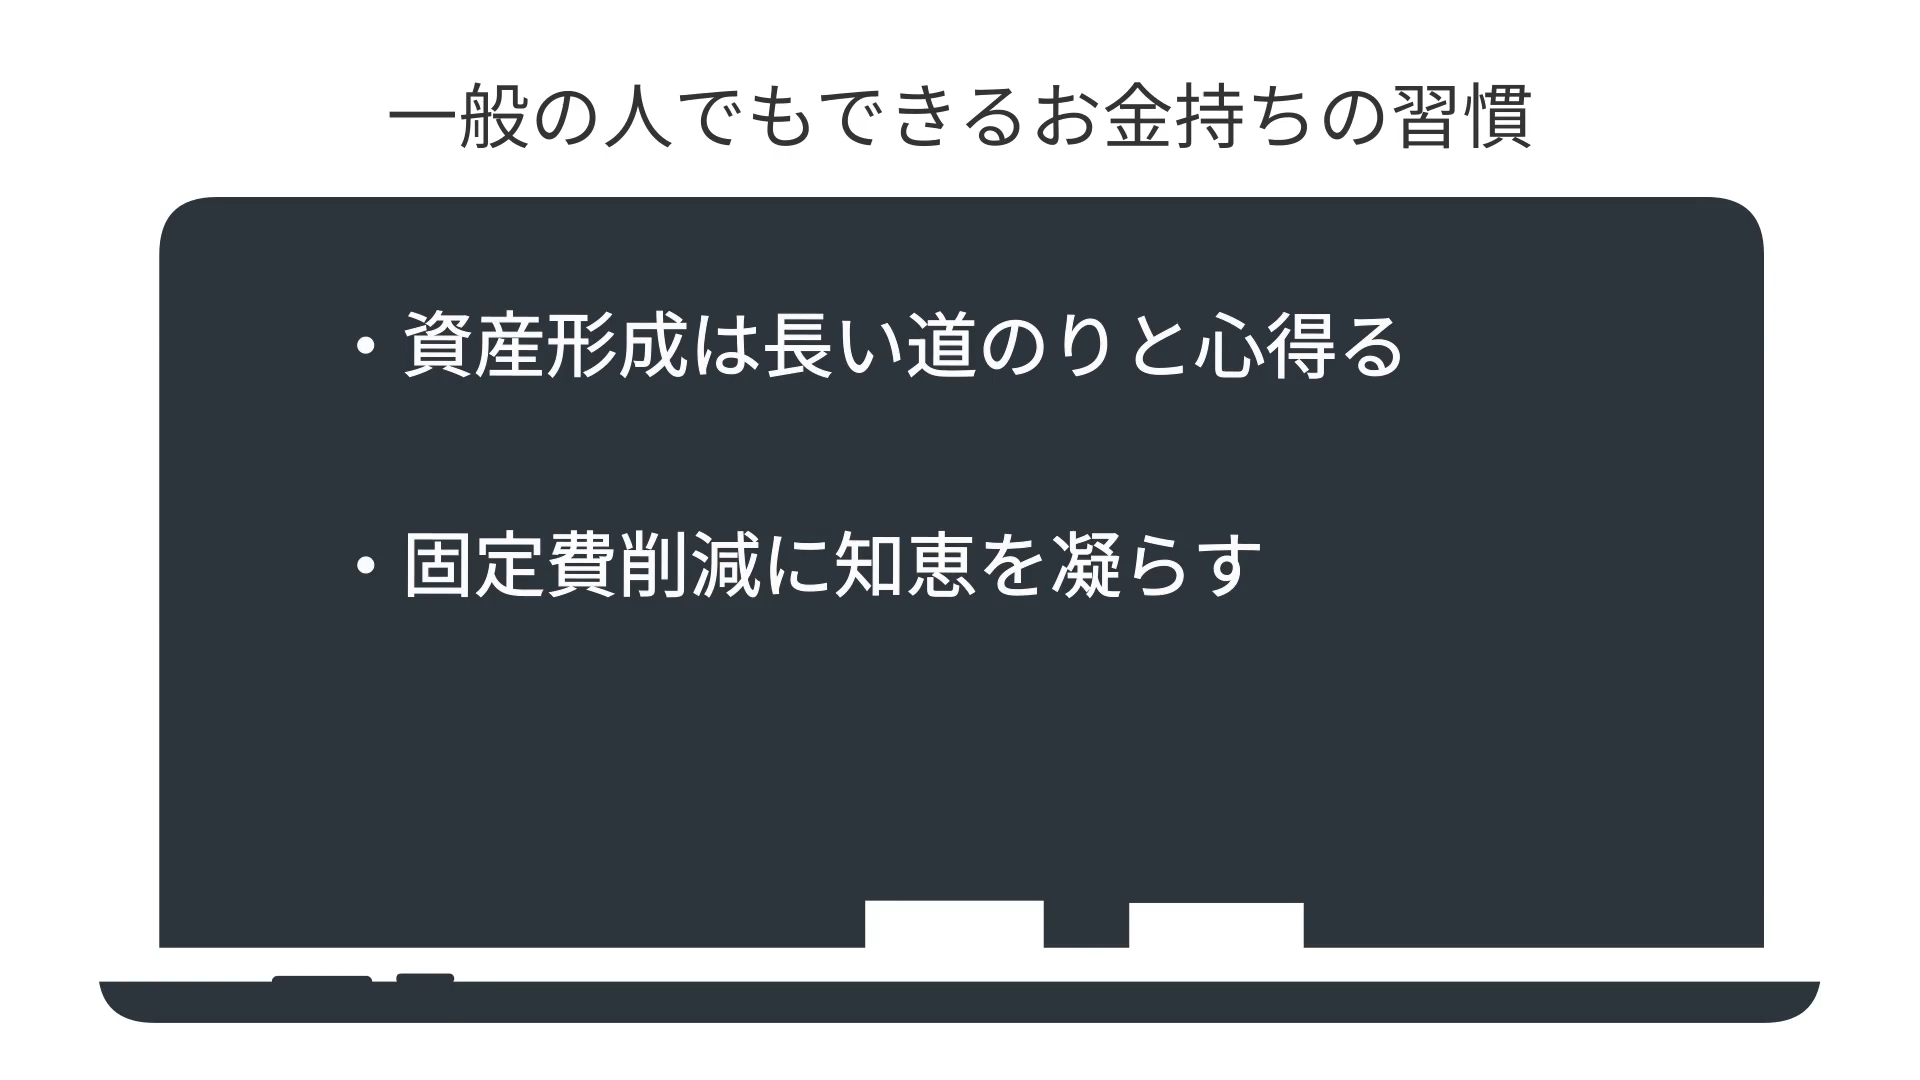 一般の人でもできるお金持ちの習慣
・資産形成は長い道のりと心得る
・固定費削減に知恵を凝らす